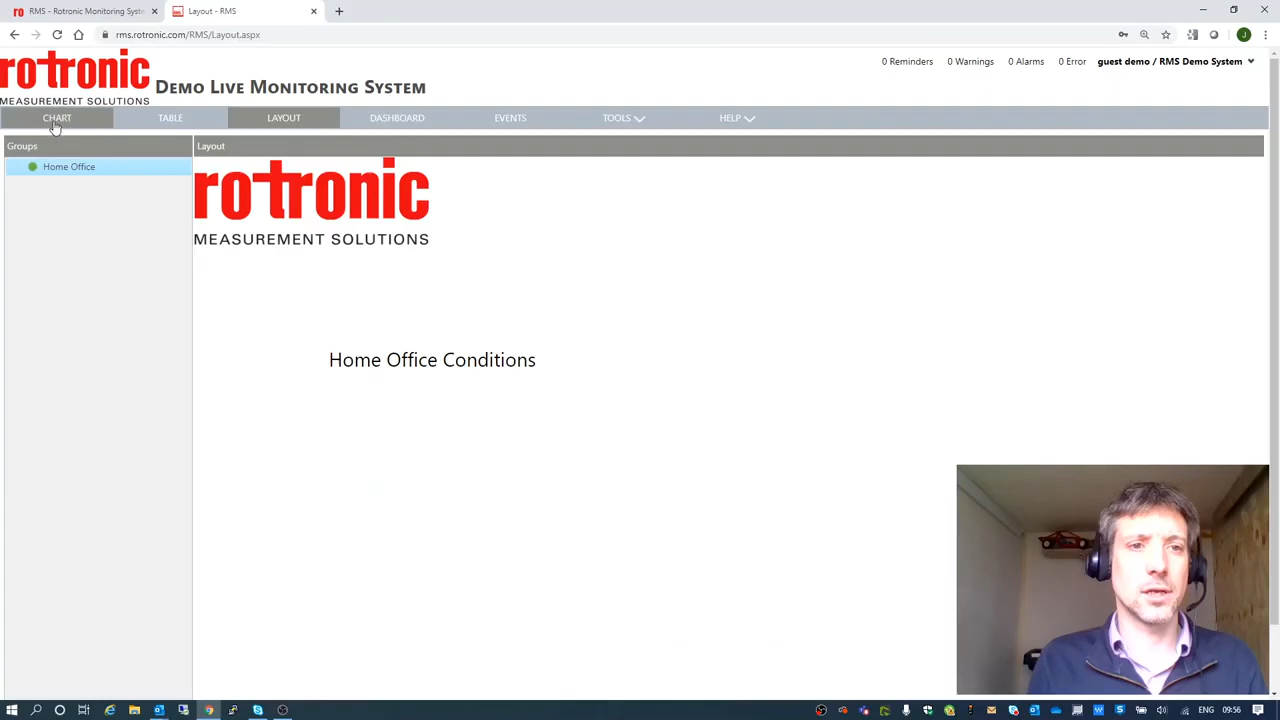 RMS - Rotronic Monitoring Syste
Layout - RMS
rms.rotronic.com/RMS/Layout.aspx
rotronic
MEASUREMENT SOLUTIONS
DEMO LIVE MONITORING SYSTEM
0 Reminders 0 Warnings 0 Alarms 0 Error guest demo / RMS Demo System
CHART TABLE LAYOUT DASHBOARD EVENTS TOOLS HELP
Groups
Layout
Home Office
rotronic
MEASUREMENT SOLUTIONS
Home Office Conditions
ENG 09:56